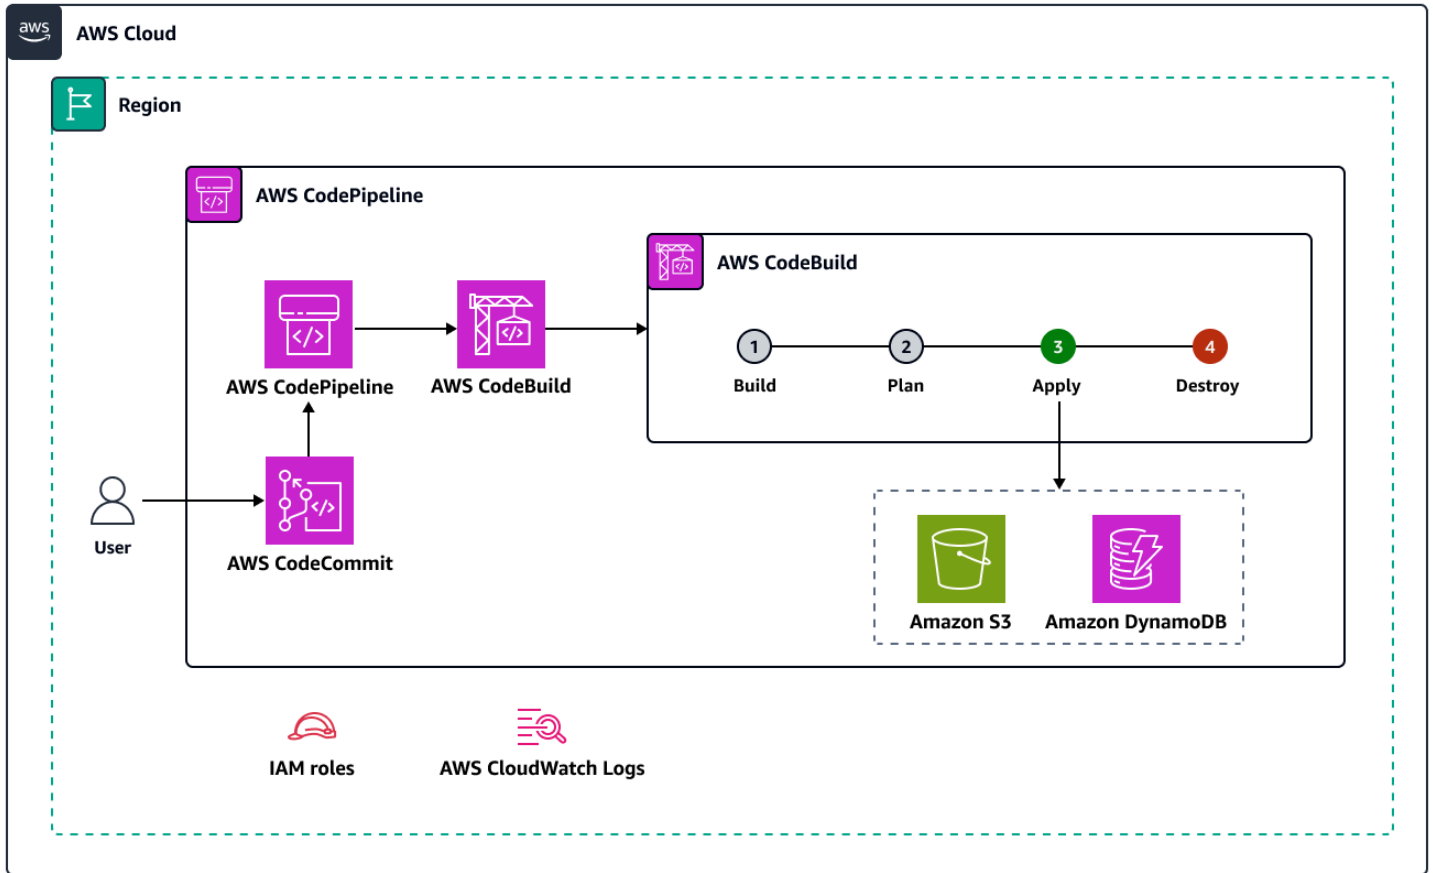 aws
AWS Cloud
Region
AWS CodePipeline
AWS CodeBuild
AWS CodePipeline
AWS CodeBuild
1
2
3
4
Build
Plan
Apply
Destroy
User
AWS CodeCommit
Amazon S3
Amazon DynamoDB
IAM roles
AWS CloudWatch Logs